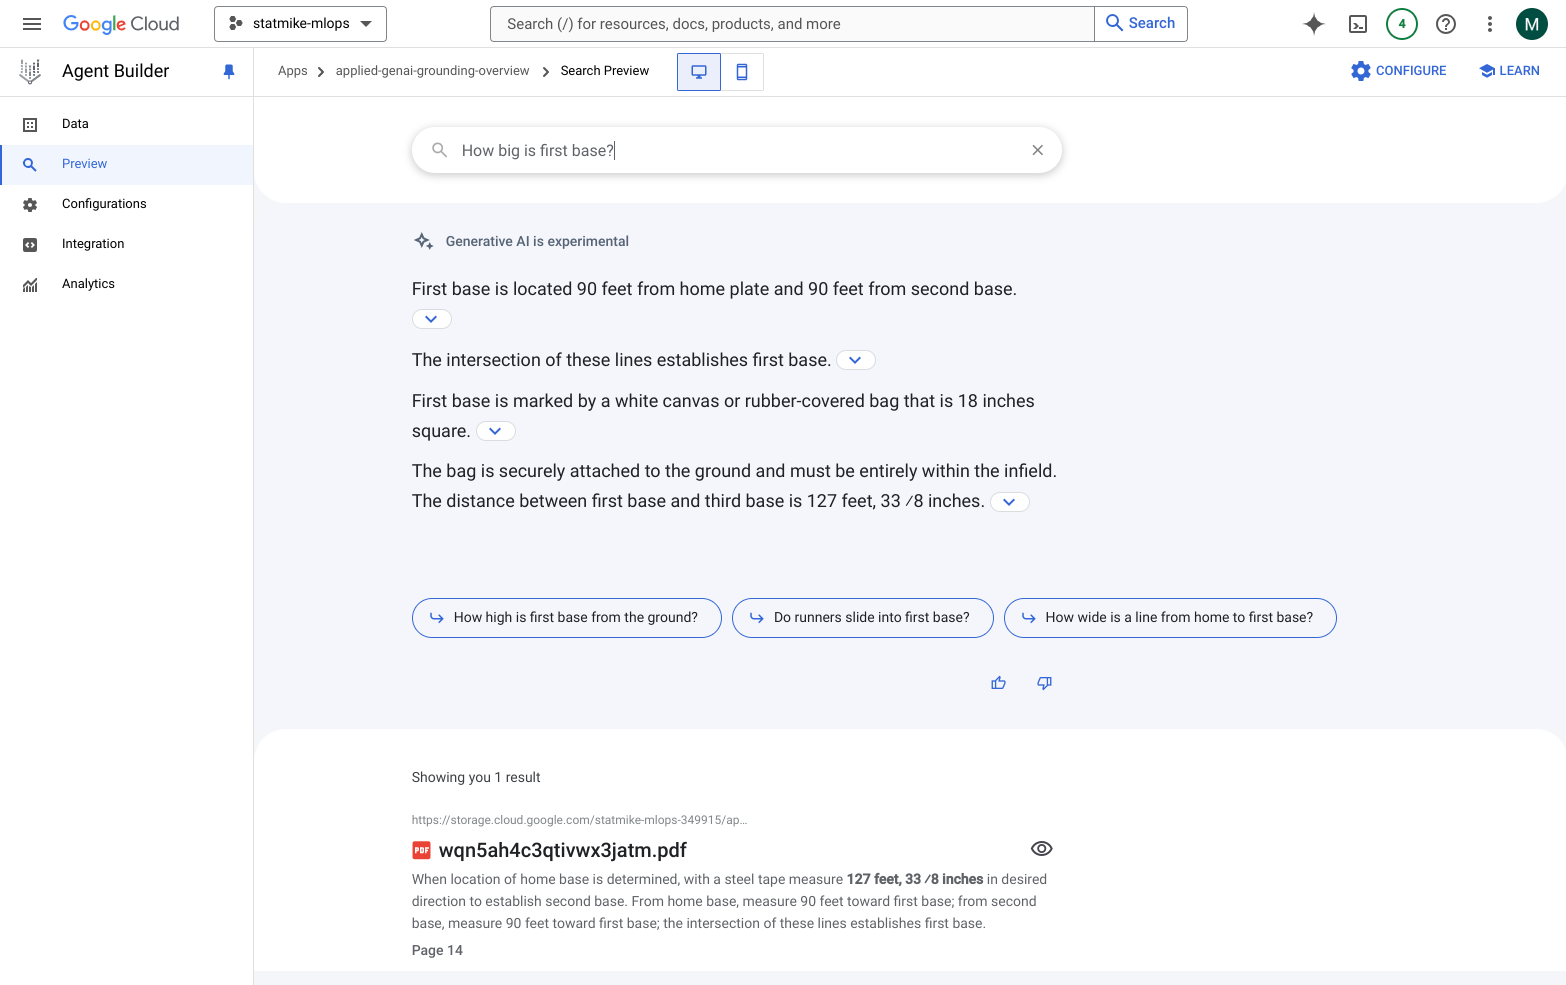 Google Cloud
statmike-mlops
Search (/) for resources, docs, products, and more
Search
4
M
Agent Builder
Apps
applied-genai-grounding-overview
Search Preview
CONFIGURE
LEARN
Data
Preview
Configurations
Integration
Analytics
How big is first base?
Generative AI is experimental
First base is located 90 feet from home plate and 90 feet from second base.
The intersection of these lines establishes first base.
First base is marked by a white canvas or rubber-covered bag that is 18 inches
square.
The bag is securely attached to the ground and must be entirely within the infield.
The distance between first base and third base is 127 feet, 33 ⁄8 inches.
How high is first base from the ground?
Do runners slide into first base?
How wide is a line from home to first base?
Showing you 1 result
https://storage.cloud.google.com/statmike-mlops-349915/ap...
PDF
wqn5ah4c3qtivwx3jatm.pdf
When location of home base is determined, with a steel tape measure 127 feet, 33 ⁄8 inches in desired
direction to establish second base. From home base, measure 90 feet toward first base; from second
base, measure 90 feet toward first base; the intersection of these lines establishes first base.
Page 14